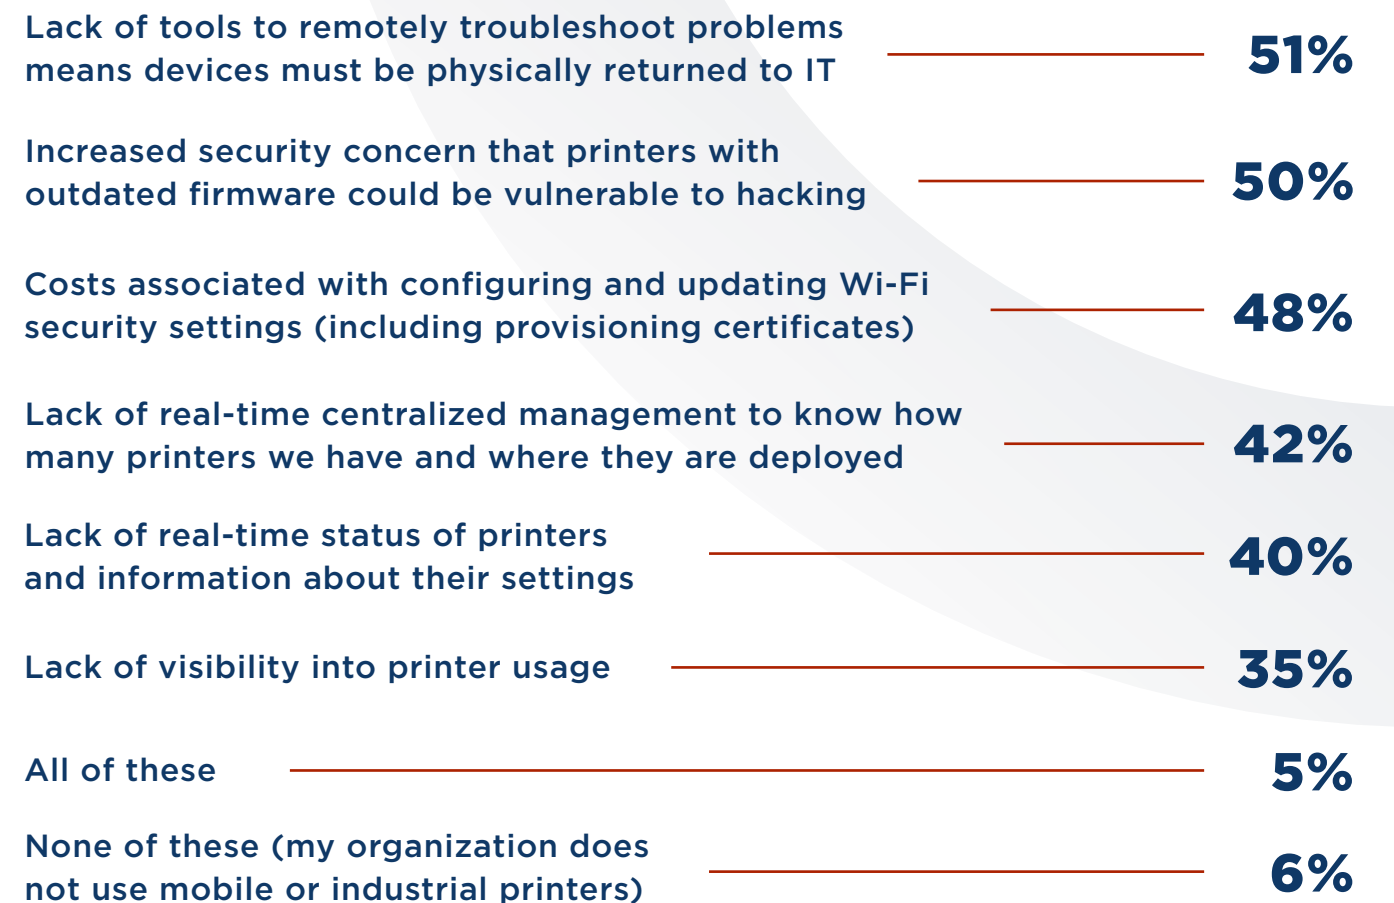 Lack of tools to remotely troubleshoot problems
means devices must be physically returned to IT
51%
Increased security concern that printers with
outdated firmware could be vulnerable to hacking
50%
Costs associated with configuring and updating Wi-Fi
security settings (including provisioning certificates)
48%
Lack of real-time centralized management to know how
many printers we have and where they are deployed
42%
Lack of real-time status of printers
and information about their settings
40%
Lack of visibility into printer usage
35%
All of these
5%
None of these (my organization does
not use mobile or industrial printers)
6%